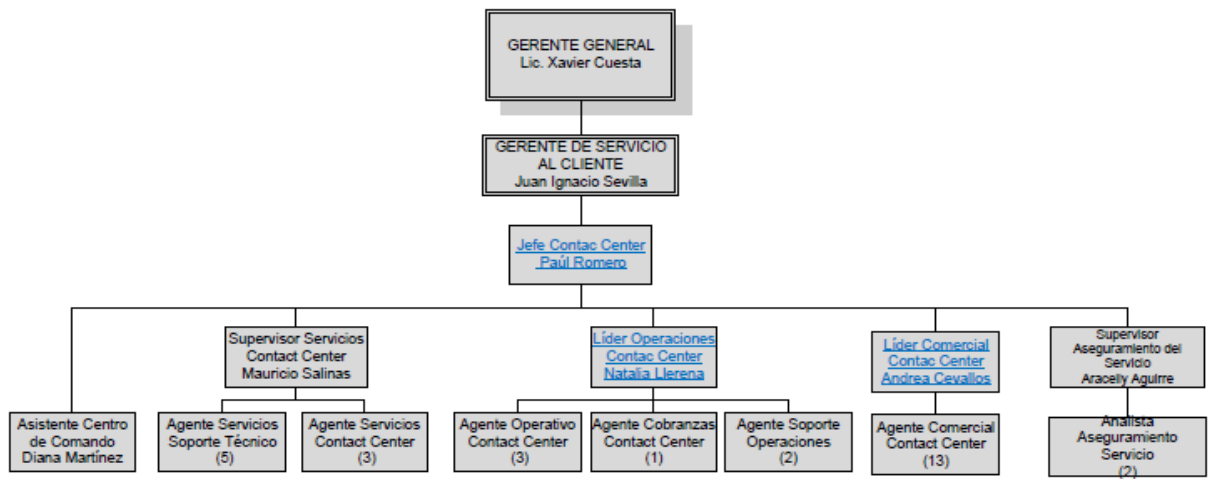 GERENTE GENERAL
Lic. Xavier Cuesta
GERENTE DE SERVICIO
AL CLIENTE
Juan Ignacio Sevilla
Jefe Contac Center
Paúl Romero
Supervisor Servicios
Contact Center
Mauricio Salinas
Líder Operaciones
Contac Center
Natalia Llerena
Líder Comercial
Contac Center
Andrea Cevallos
Supervisor
Aseguramiento del
Servicio
Aracelly Aguirre
Asistente Centro
de Comando
Diana Martínez
Agente Servicios
Soporte Técnico
(5)
Agente Servicios
Contact Center
(3)
Agente Operativo
Contact Center
(3)
Agente Cobranzas
Contact Center
(1)
Agente Soporte
Operaciones
(2)
Agente Comercial
Contact Center
(13)
Analista
Aseguramiento
Servicio
(2)